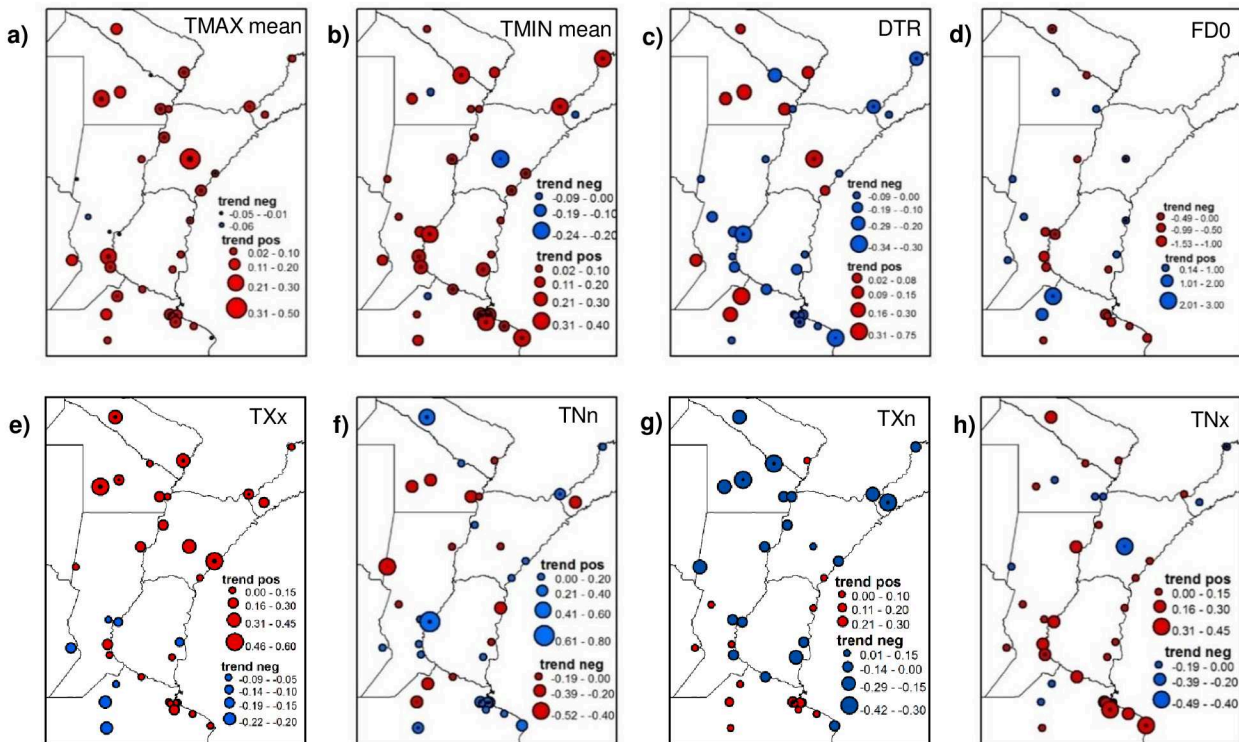 a)
TMAX mean
trend neg
-0.05 - -0.01
-0.06
trend pos
0.02 - 0.10
0.11 - 0.20
0.21 - 0.30
0.31 - 0.50
b)
TMIN mean
trend neg
-0.09 - 0.00
-0.19 - -0.10
-0.24 - -0.20
trend pos
0.02 - 0.10
0.11 - 0.20
0.21 - 0.30
0.31 - 0.40
c)
DTR
trend neg
-0.09 - 0.00
-0.19 - -0.10
-0.29 - -0.20
-0.34 - -0.30
trend pos
0.02 - 0.08
0.09 - 0.15
0.16 - 0.30
0.31 - 0.75
d)
FD0
trend neg
-0.49 - 0.00
-0.99 - -0.50
-1.53 - -1.00
trend pos
0.14 - 1.00
1.01 - 2.00
2.01 - 3.00
e)
TXx
trend pos
0.00 - 0.15
0.16 - 0.30
0.31 - 0.45
0.46 - 0.60
trend neg
-0.09 - -0.05
-0.14 - -0.10
-0.19 - -0.15
-0.22 - -0.20
f)
TNn
trend pos
0.00 - 0.20
0.21 - 0.40
0.41 - 0.60
0.61 - 0.80
trend neg
-0.19 - 0.00
-0.39 - -0.20
-0.52 - -0.40
g)
TXn
trend pos
0.00 - 0.10
0.11 - 0.20
0.21 - 0.30
trend neg
0.01 - 0.15
-0.14 - 0.00
-0.29 - -0.15
-0.42 - -0.30
h)
TNx
trend pos
0.00 - 0.15
0.16 - 0.30
0.31 - 0.45
trend neg
-0.19 - 0.00
-0.39 - -0.20
-0.49 - -0.40